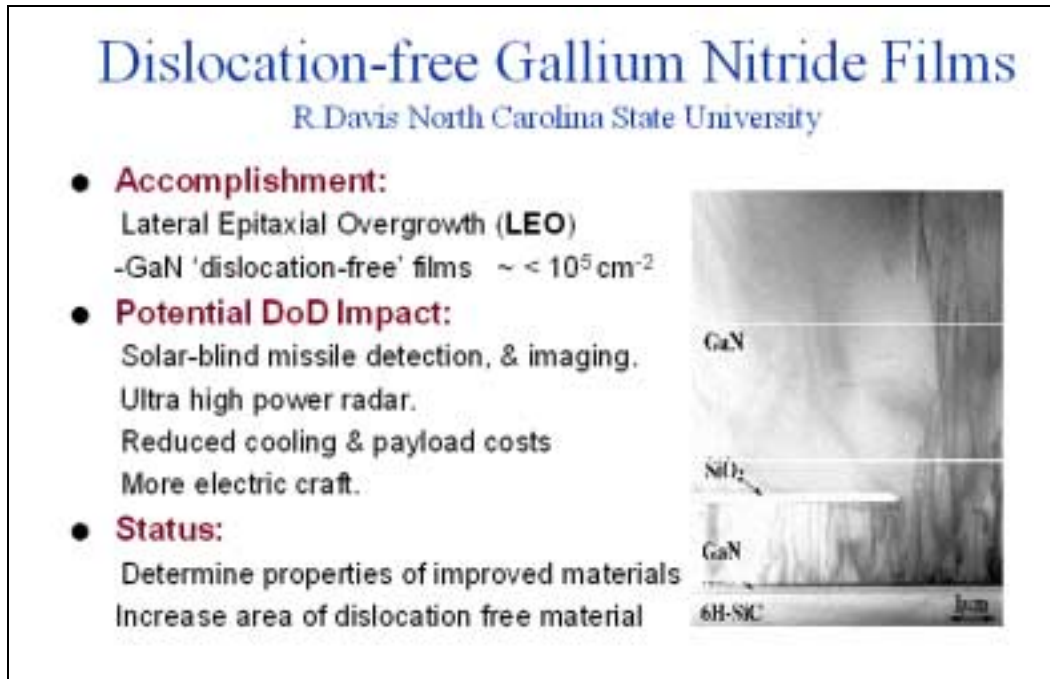 Dislocation-free Gallium Nitride Films
R.Davis North Carolina State University
● Accomplishment:
Lateral Epitaxial Overgrowth (LEO)
-GaN ‘dislocation-free’ films ~ < 10⁵ cm⁻²
● Potential DoD Impact:
Solar-blind missile detection, & imaging.
Ultra high power radar.
Reduced cooling & payload costs
More electric craft.
● Status:
Determine properties of improved materials
Increase area of dislocation free material
GaN
SiO₂
GaN
6H-SiC
1μm